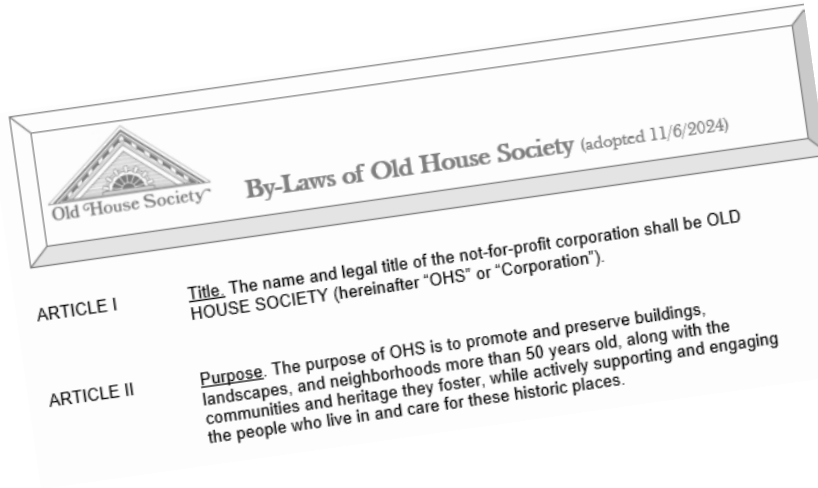 Old House Society
By-Laws of Old House Society (adopted 11/6/2024)
ARTICLE I
Title. The name and legal title of the not-for-profit corporation shall be OLD
HOUSE SOCIETY (hereinafter “OHS” or “Corporation”).
ARTICLE II
Purpose. The purpose of OHS is to promote and preserve buildings,
landscapes, and neighborhoods more than 50 years old, along with the
communities and heritage they foster, while actively supporting and engaging
the people who live in and care for these historic places.